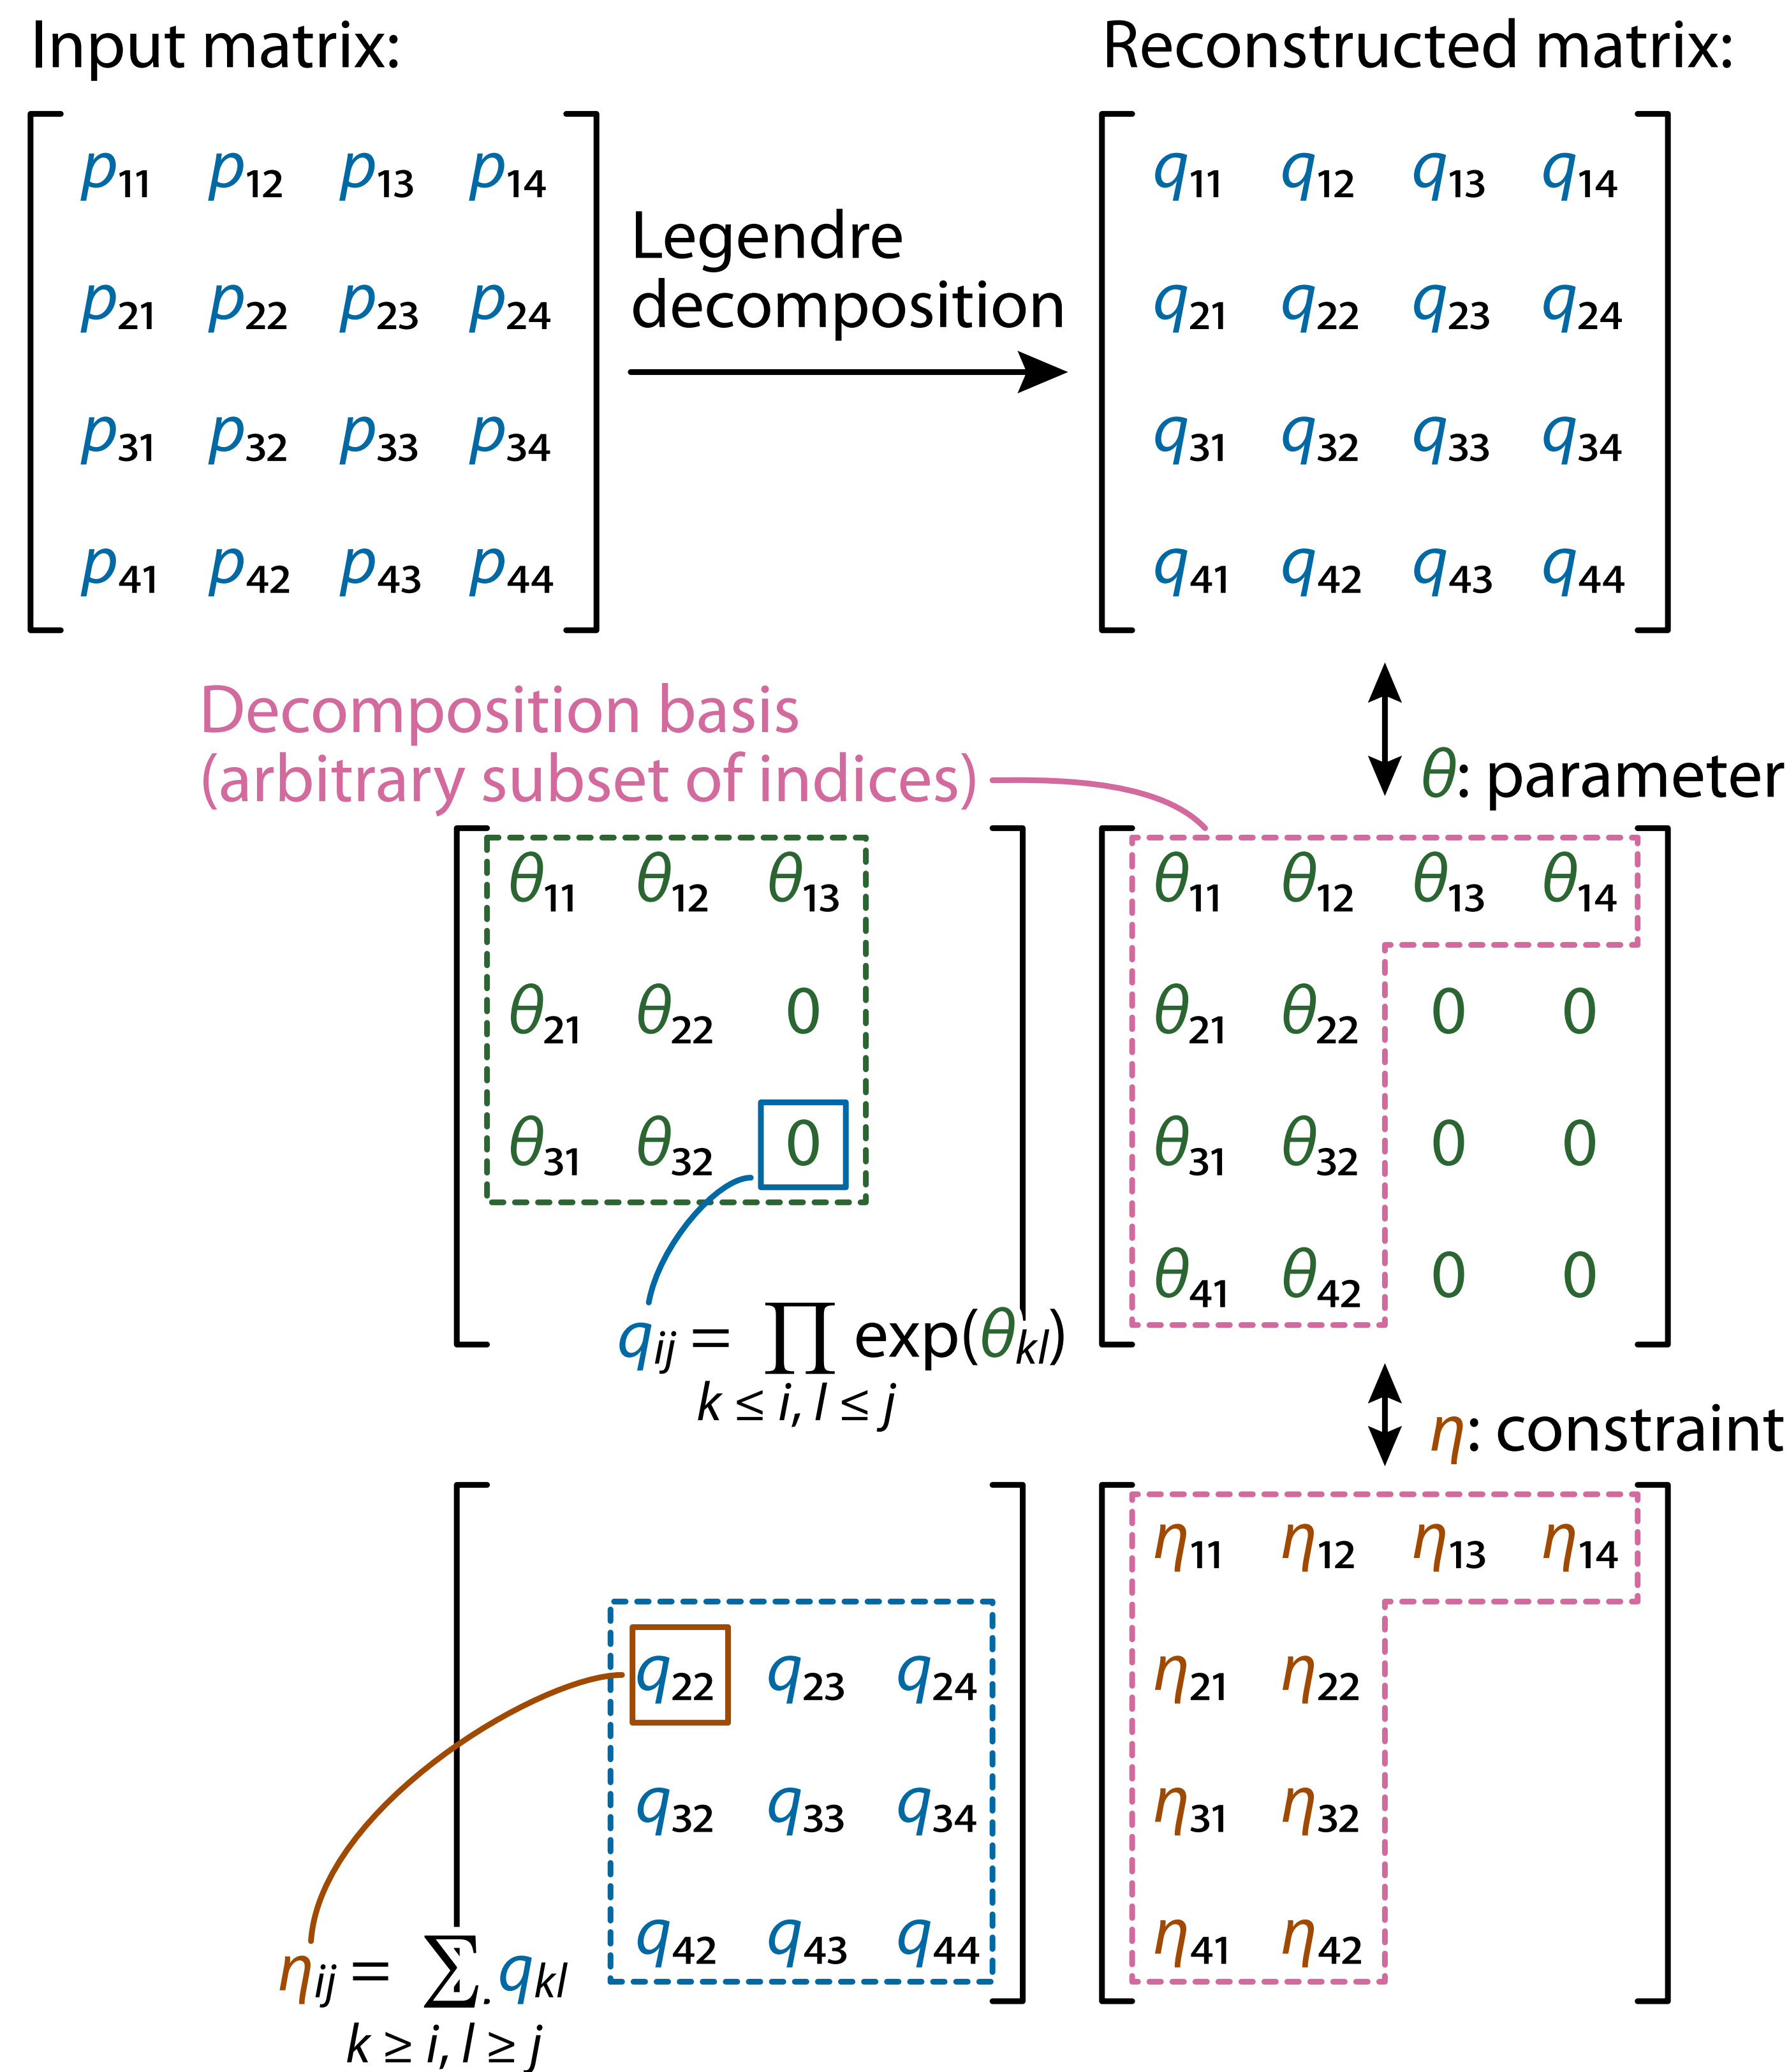 Input matrix:
Reconstructed matrix:
p11 p12 p13 p14
p21 p22 p23 p24
p31 p32 p33 p34
p41 p42 p43 p44
Legendre
decomposition
q11 q12 q13 q14
q21 q22 q23 q24
q31 q32 q33 q34
q41 q42 q43 q44
Decomposition basis
(arbitrary subset of indices)
θ: parameter
θ11 θ12 θ13
θ21 θ22 0
θ31 θ32 0
qij = ∏ exp(θkl)
k ≤ i, l ≤ j
θ11 θ12 θ13 θ14
θ21 θ22 0 0
θ31 θ32 0 0
θ41 θ42 0 0
η: constraint
q22 q23 q24
q32 q33 q34
q42 q43 q44
ηij = ∑ qkl
k ≥ i, l ≥ j
η11 η12 η13 η14
η21 η22
η31 η32
η41 η42